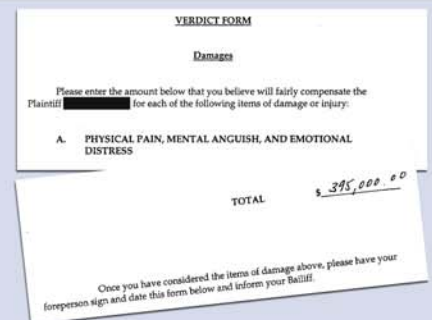 VERDICT FORM
Damages
Please enter the amount below that you believe will fairly compensate the
Plaintiff for each of the following items of damage or injury:
A. PHYSICAL PAIN, MENTAL ANGUISH, AND EMOTIONAL
DISTRESS
TOTAL $ 395,000.00
Once you have considered the items of damage above, please have your
foreperson sign and date this form below and inform your Bailiff.